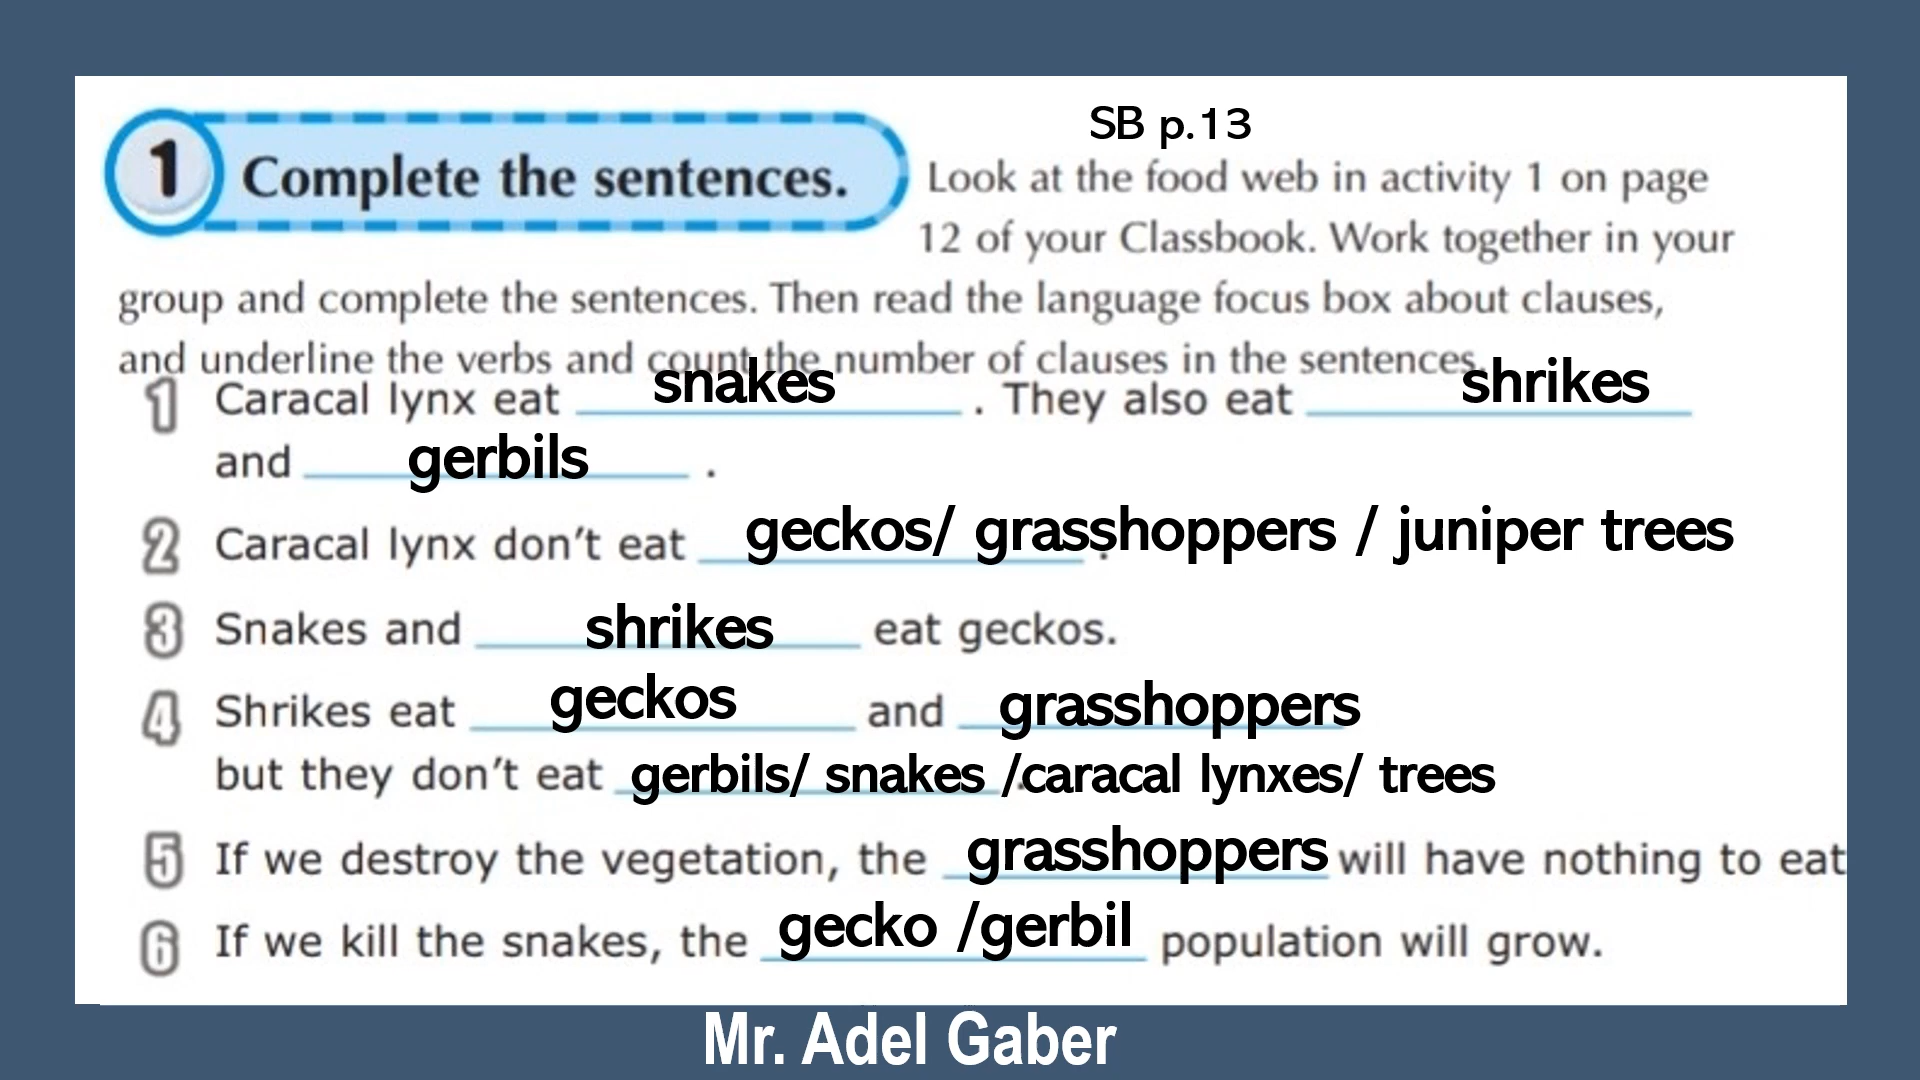 SB p.13
1 Complete the sentences. Look at the food web in activity 1 on page
12 of your Classbook. Work together in your
group and complete the sentences. Then read the language focus box about clauses,
and underline the verbs and count the number of clauses in the sentences.
1 Caracal lynx eat snakes . They also eat shrikes
and gerbils .
2 Caracal lynx don't eat geckos/ grasshoppers / juniper trees .
3 Snakes and shrikes eat geckos.
4 Shrikes eat geckos and grasshoppers
but they don't eat gerbils/ snakes /caracal lynxes/ trees
5 If we destroy the vegetation, the grasshoppers will have nothing to eat
6 If we kill the snakes, the gecko /gerbil population will grow.
Mr. Adel Gaber